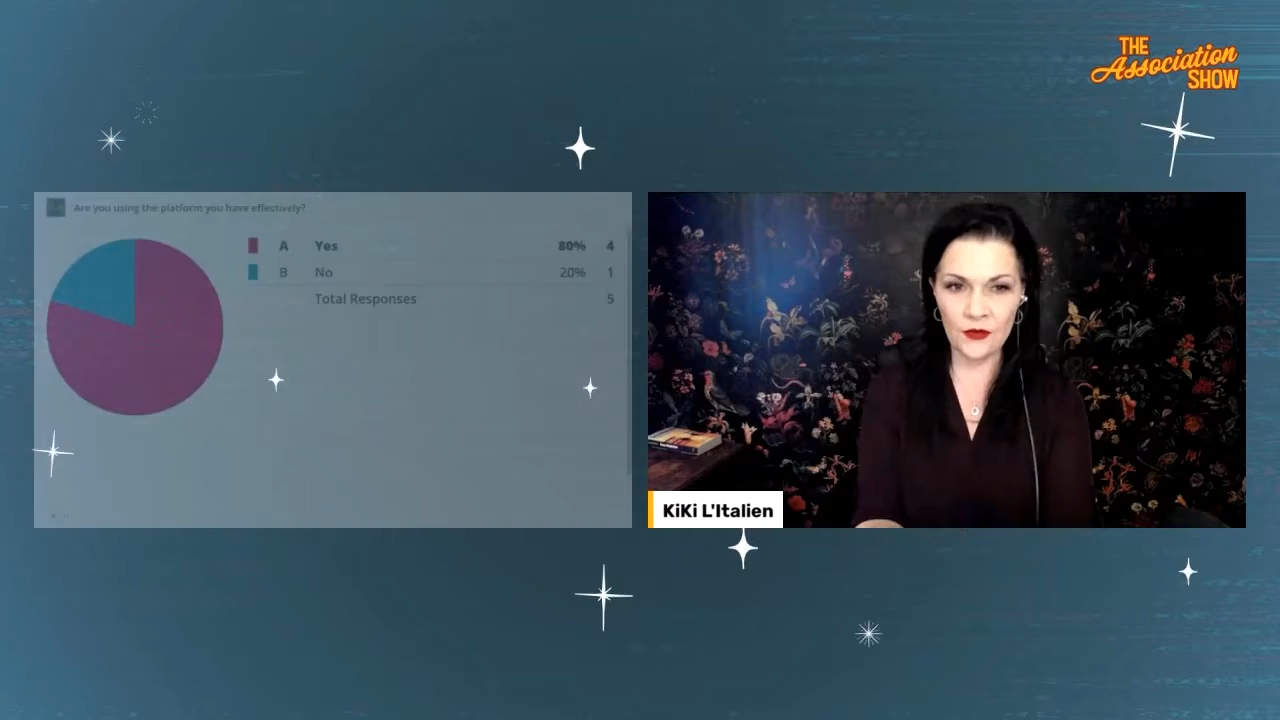 THE
Association
SHOW
Are you using the platform you have effectively?
A Yes 80% 4
B No 20% 1
Total Responses 5
KiKi L'Italien